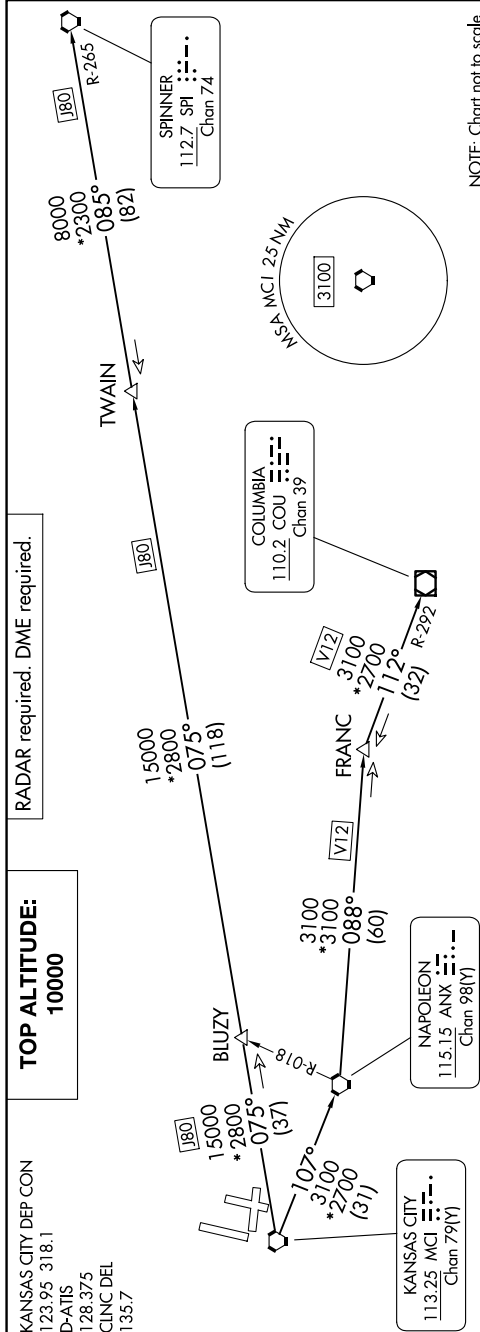 KANSAS CITY DEP CON
123.95 318.1
D-ATIS
128.375
CLNC DEL
135.7
TOP ALTITUDE:
10000
RADAR required. DME required.
J80
R-265
8000
*2300
085°
(82)
SPINNER
112.7 SPI
Chan 74
TWAIN
J80
15000
*2800
075°
(118)
MSA MCI 25 NM
3100
COLUMBIA
110.2 COU
Chan 39
BLUZY
J80
15000
*2800
075°
(37)
R-018
107°
3100
*2700
(31)
V12
3100
*3100
088°
(60)
FRANC
V12
3100
*2700
112°
(32)
R-292
KANSAS CITY
113.25 MCI
Chan 79(Y)
NAPOLEON
115.15 ANX
Chan 98(Y)
NOTE: Chart not to scale